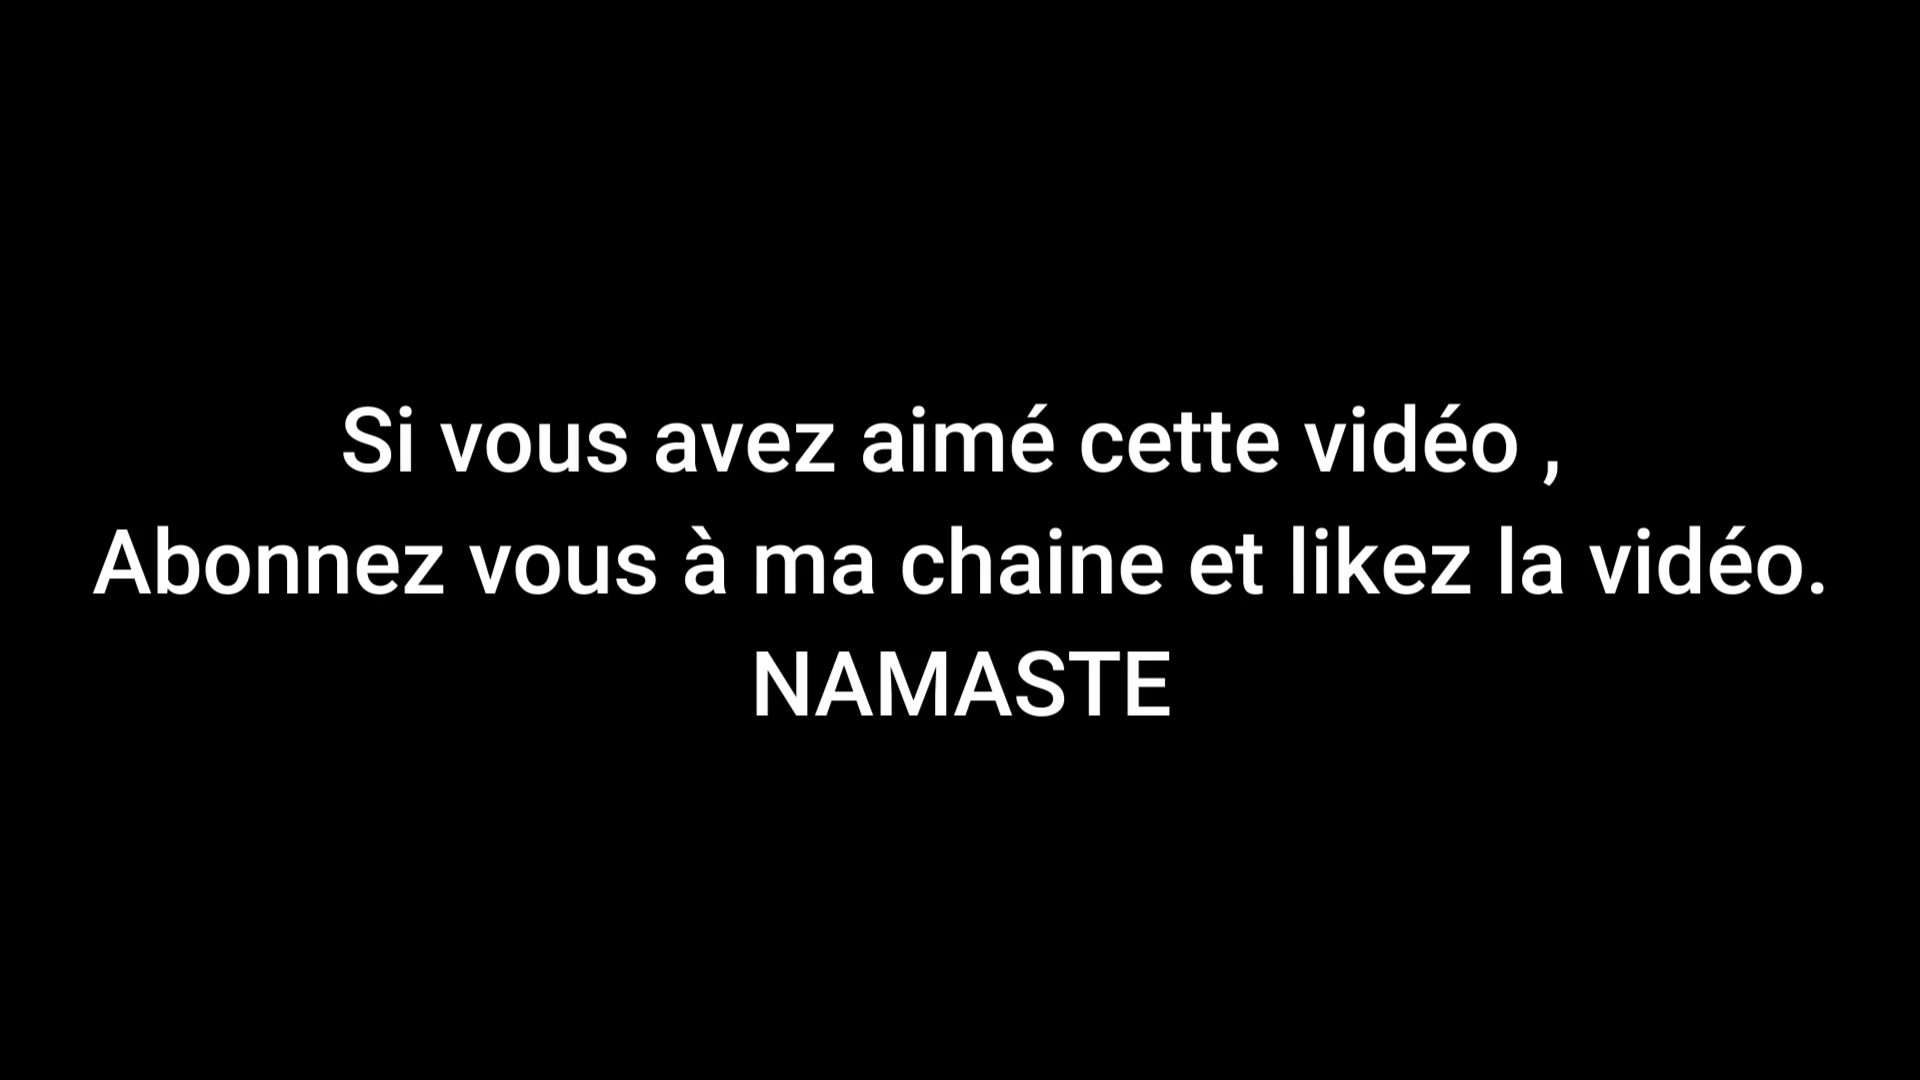 Si vous avez aimé cette vidéo ,
Abonnez vous à ma chaine et likez la vidéo.
NAMASTE